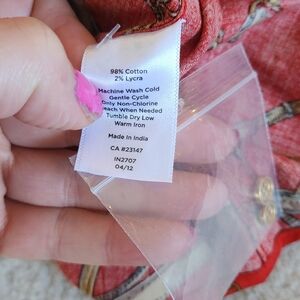 98% Cotton
2% Lycra
Machine Wash Cold
Gentle Cycle
Only Non-Chlorine
Bleach When Needed
Tumble Dry Low
Warm Iron
Made In India
CA #23147
IN2707
04/12